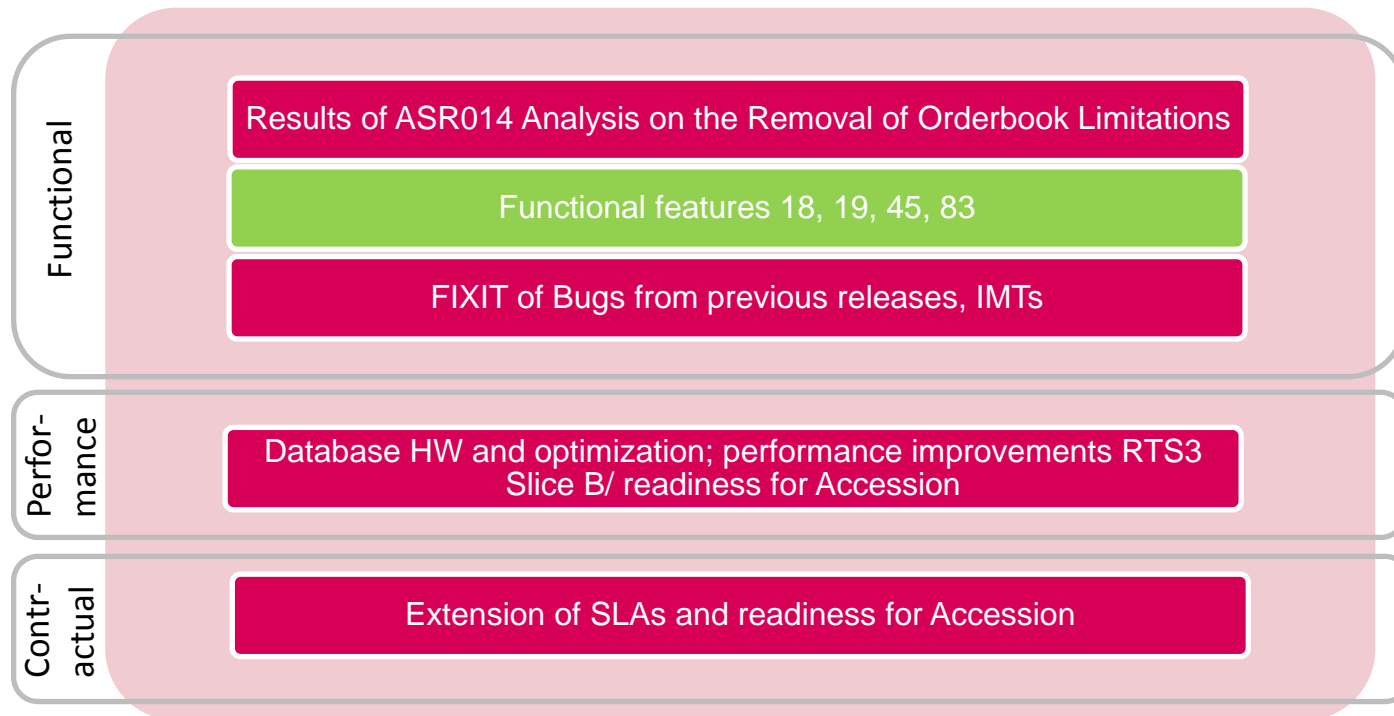 Functional
Results of ASR014 Analysis on the Removal of Orderbook Limitations
Functional features 18, 19, 45, 83
FIXIT of Bugs from previous releases, IMTs
Perfor-
mance
Database HW and optimization; performance improvements RTS3
Slice B/ readiness for Accession
Contr-
actual
Extension of SLAs and readiness for Accession